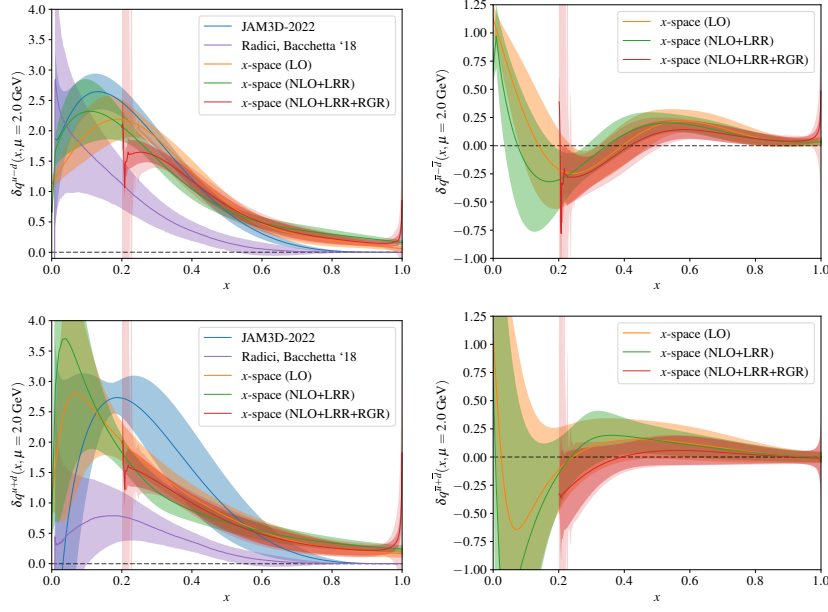 4.0
3.5
3.0
2.5
2.0
1.5
1.0
0.5
0.0
δq^{u−d}(x, μ = 2.0 GeV)
JAM3D-2022
Radici, Bacchetta ‘18
x-space (LO)
x-space (NLO+LRR)
x-space (NLO+LRR+RGR)
0.0 0.2 0.4 0.6 0.8 1.0
x
1.25
1.00
0.75
0.50
0.25
0.00
−0.25
−0.50
−0.75
−1.00
δq^{u̅−d̅}(x, μ = 2.0 GeV)
x-space (LO)
x-space (NLO+LRR)
x-space (NLO+LRR+RGR)
0.0 0.2 0.4 0.6 0.8 1.0
x
4.0
3.5
3.0
2.5
2.0
1.5
1.0
0.5
0.0
δq^{u+d}(x, μ = 2.0 GeV)
JAM3D-2022
Radici, Bacchetta ‘18
x-space (LO)
x-space (NLO+LRR)
x-space (NLO+LRR+RGR)
0.0 0.2 0.4 0.6 0.8 1.0
x
1.25
1.00
0.75
0.50
0.25
0.00
−0.25
−0.50
−0.75
−1.00
δq^{u̅+d̅}(x, μ = 2.0 GeV)
x-space (LO)
x-space (NLO+LRR)
x-space (NLO+LRR+RGR)
0.0 0.2 0.4 0.6 0.8 1.0
x